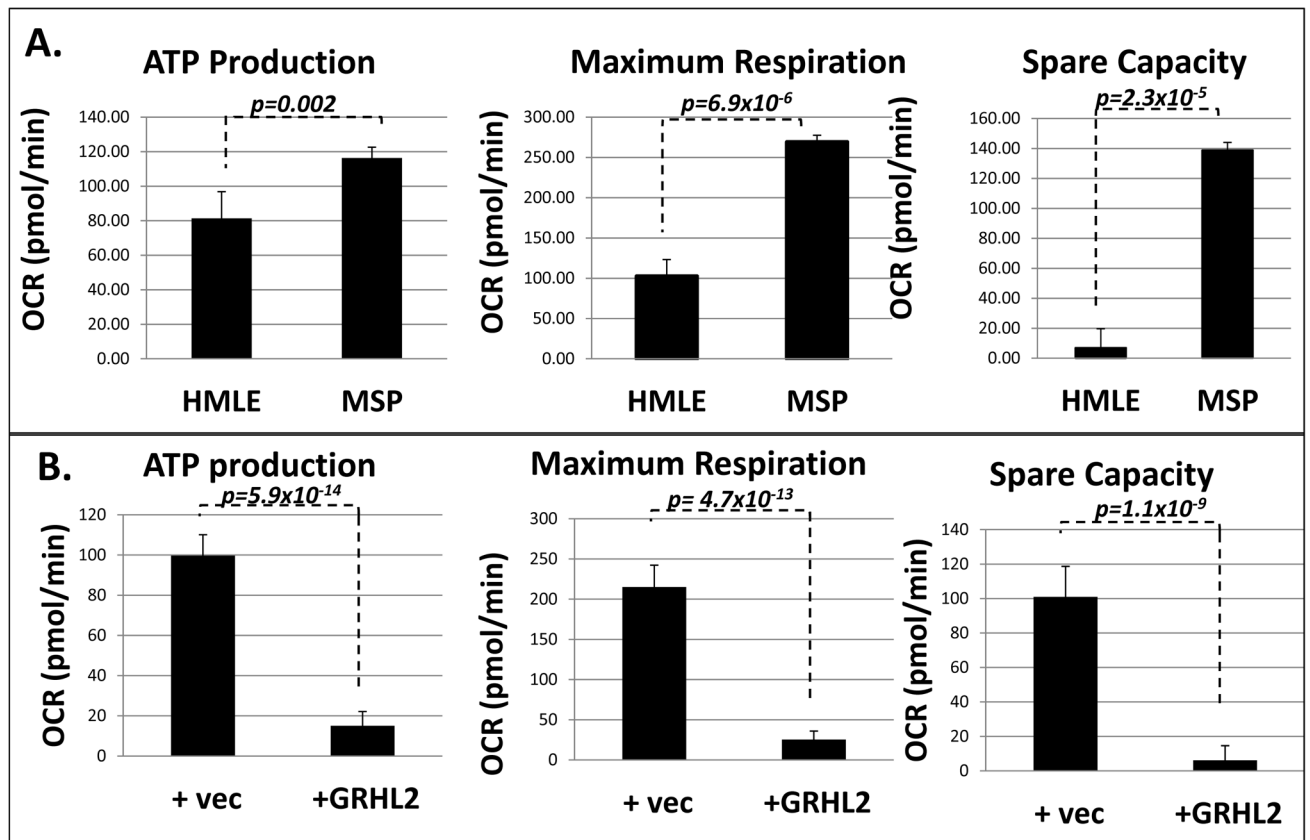 A.
ATP Production
p=0.002
OCR (pmol/min)
140.00
120.00
100.00
80.00
60.00
40.00
20.00
0.00
HMLE MSP
Maximum Respiration
p=6.9x10-6
OCR (pmol/min)
300.00
250.00
200.00
150.00
100.00
50.00
0.00
HMLE MSP
Spare Capacity
p=2.3x10-5
OCR (pmol/min)
160.00
140.00
120.00
100.00
80.00
60.00
40.00
20.00
0.00
HMLE MSP
B.
ATP production
p=5.9x10-14
OCR (pmol/min)
120
100
80
60
40
20
0
+ vec +GRHL2
Maximum Respiration
p= 4.7x10-13
OCR (pmol/min)
300
250
200
150
100
50
0
+ vec +GRHL2
Spare Capacity
p=1.1x10-9
OCR (pmol/min)
140
120
100
80
60
40
20
0
+ vec +GRHL2